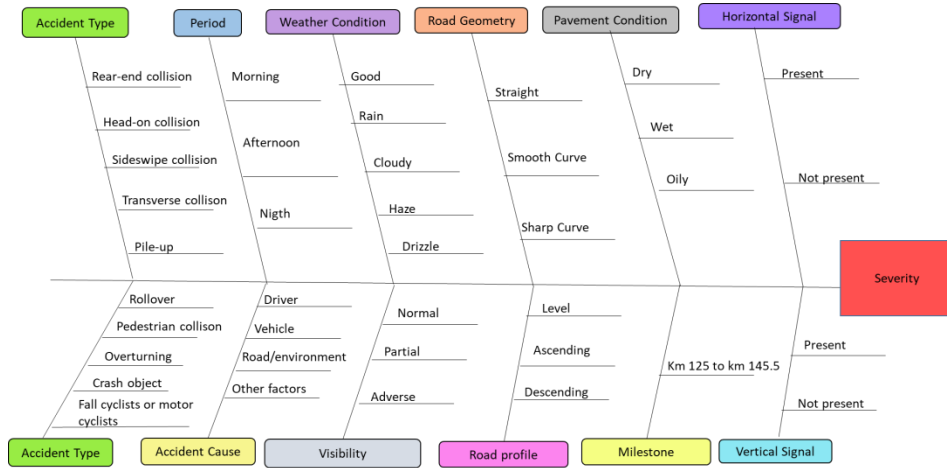 Accident Type
Period
Weather Condition
Road Geometry
Pavement Condition
Horizontal Signal
Rear-end collision
Head-on collision
Sideswipe collision
Transverse collison
Pile-up
Morning
Afternoon
Nigth
Good
Rain
Cloudy
Haze
Drizzle
Straight
Smooth Curve
Sharp Curve
Dry
Wet
Oily
Present
Not present
Severity
Rollover
Pedestrian collison
Overturning
Crash object
Fall cyclists or motor
cyclists
Driver
Vehicle
Road/environment
Other factors
Normal
Partial
Adverse
Level
Ascending
Descending
Km 125 to km 145.5
Present
Not present
Accident Type
Accident Cause
Visibility
Road profile
Milestone
Vertical Signal